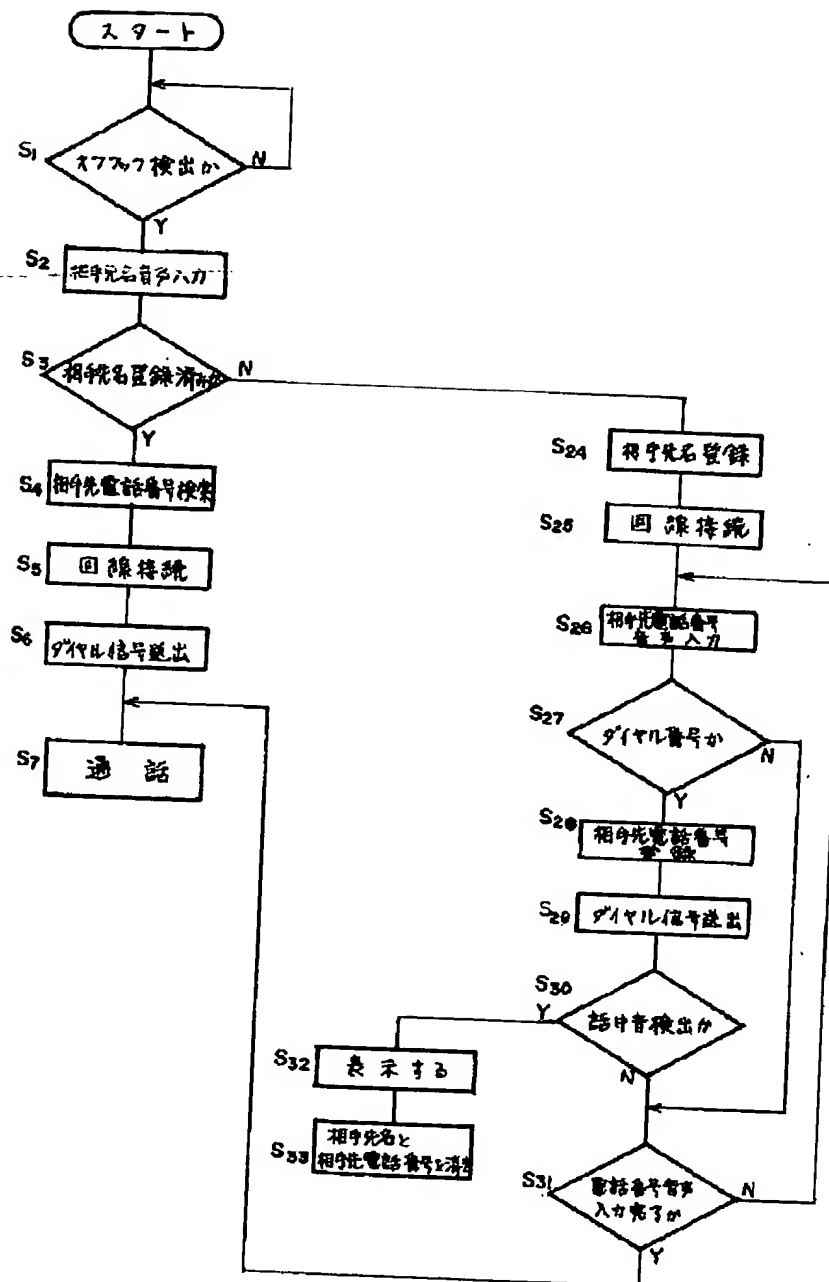 スタート
S1
オフフック検出か
N
Y
S2
相手先名音声入力
S3
相手先名登録済みか
N
Y
S4
相手先電話番号検索
S5
回線接続
S6
ダイヤル信号送出
S7
通話
S24
相手先名登録
S25
回線接続
S26
相手先電話番号
音声入力
S27
ダイヤル番号か
N
Y
S28
相手先電話番号
登録
S29
ダイヤル信号送出
S30
話中音検出か
Y
N
S32
表示する
S33
相手先名と
相手先電話番号を消去
S31
電話番号音声
入力完了か
N
Y